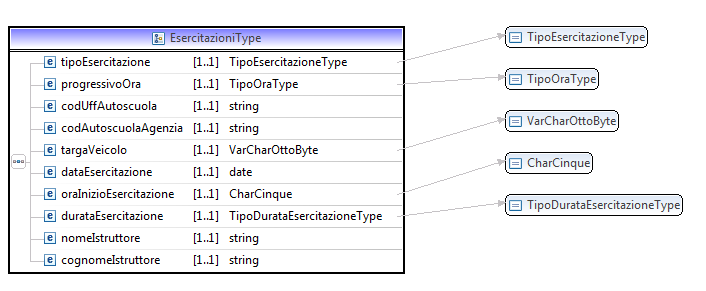 EsercitazioniType
tipoEsercitazione [1..1] TipoEsercitazioneType
progressivoOra [1..1] TipoOraType
codUffAutoscuola [1..1] string
codAutoscuolaAgenzia [1..1] string
targaVeicolo [1..1] VarCharOttoByte
dataEsercitazione [1..1] date
oraInizioEsercitazione [1..1] CharCinque
durataEsercitazione [1..1] TipoDurataEsercitazioneType
nomeIstruttore [1..1] string
cognomeIstruttore [1..1] string
TipoEsercitazioneType
TipoOraType
VarCharOttoByte
CharCinque
TipoDurataEsercitazioneType